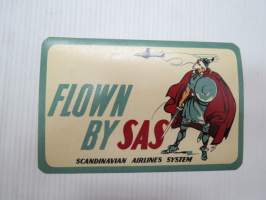 FLOWN
BY SAS
SCANDINAVIAN AIRLINES SYSTEM